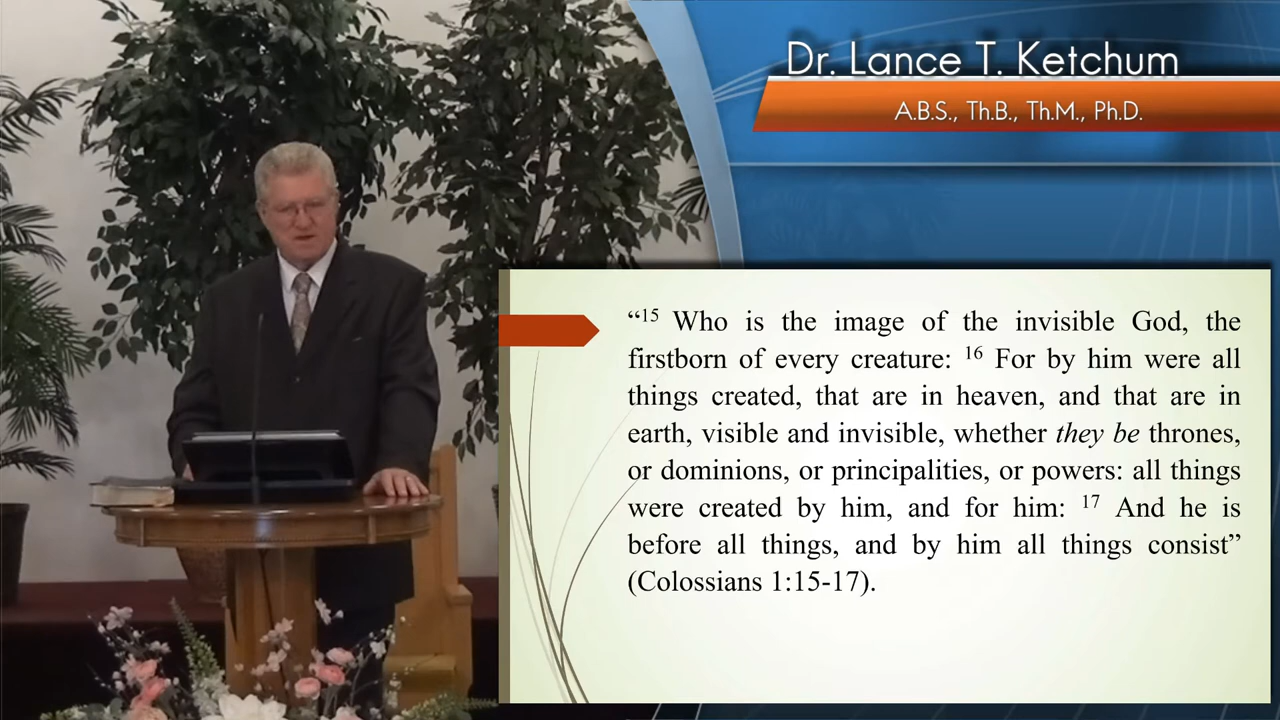 Dr. Lance T. Ketchum
A.B.S., Th.B., Th.M., Ph.D.
“15 Who is the image of the invisible God, the
firstborn of every creature: 16 For by him were all
things created, that are in heaven, and that are in
earth, visible and invisible, whether they be thrones,
or dominions, or principalities, or powers: all things
were created by him, and for him: 17 And he is
before all things, and by him all things consist”
(Colossians 1:15-17).